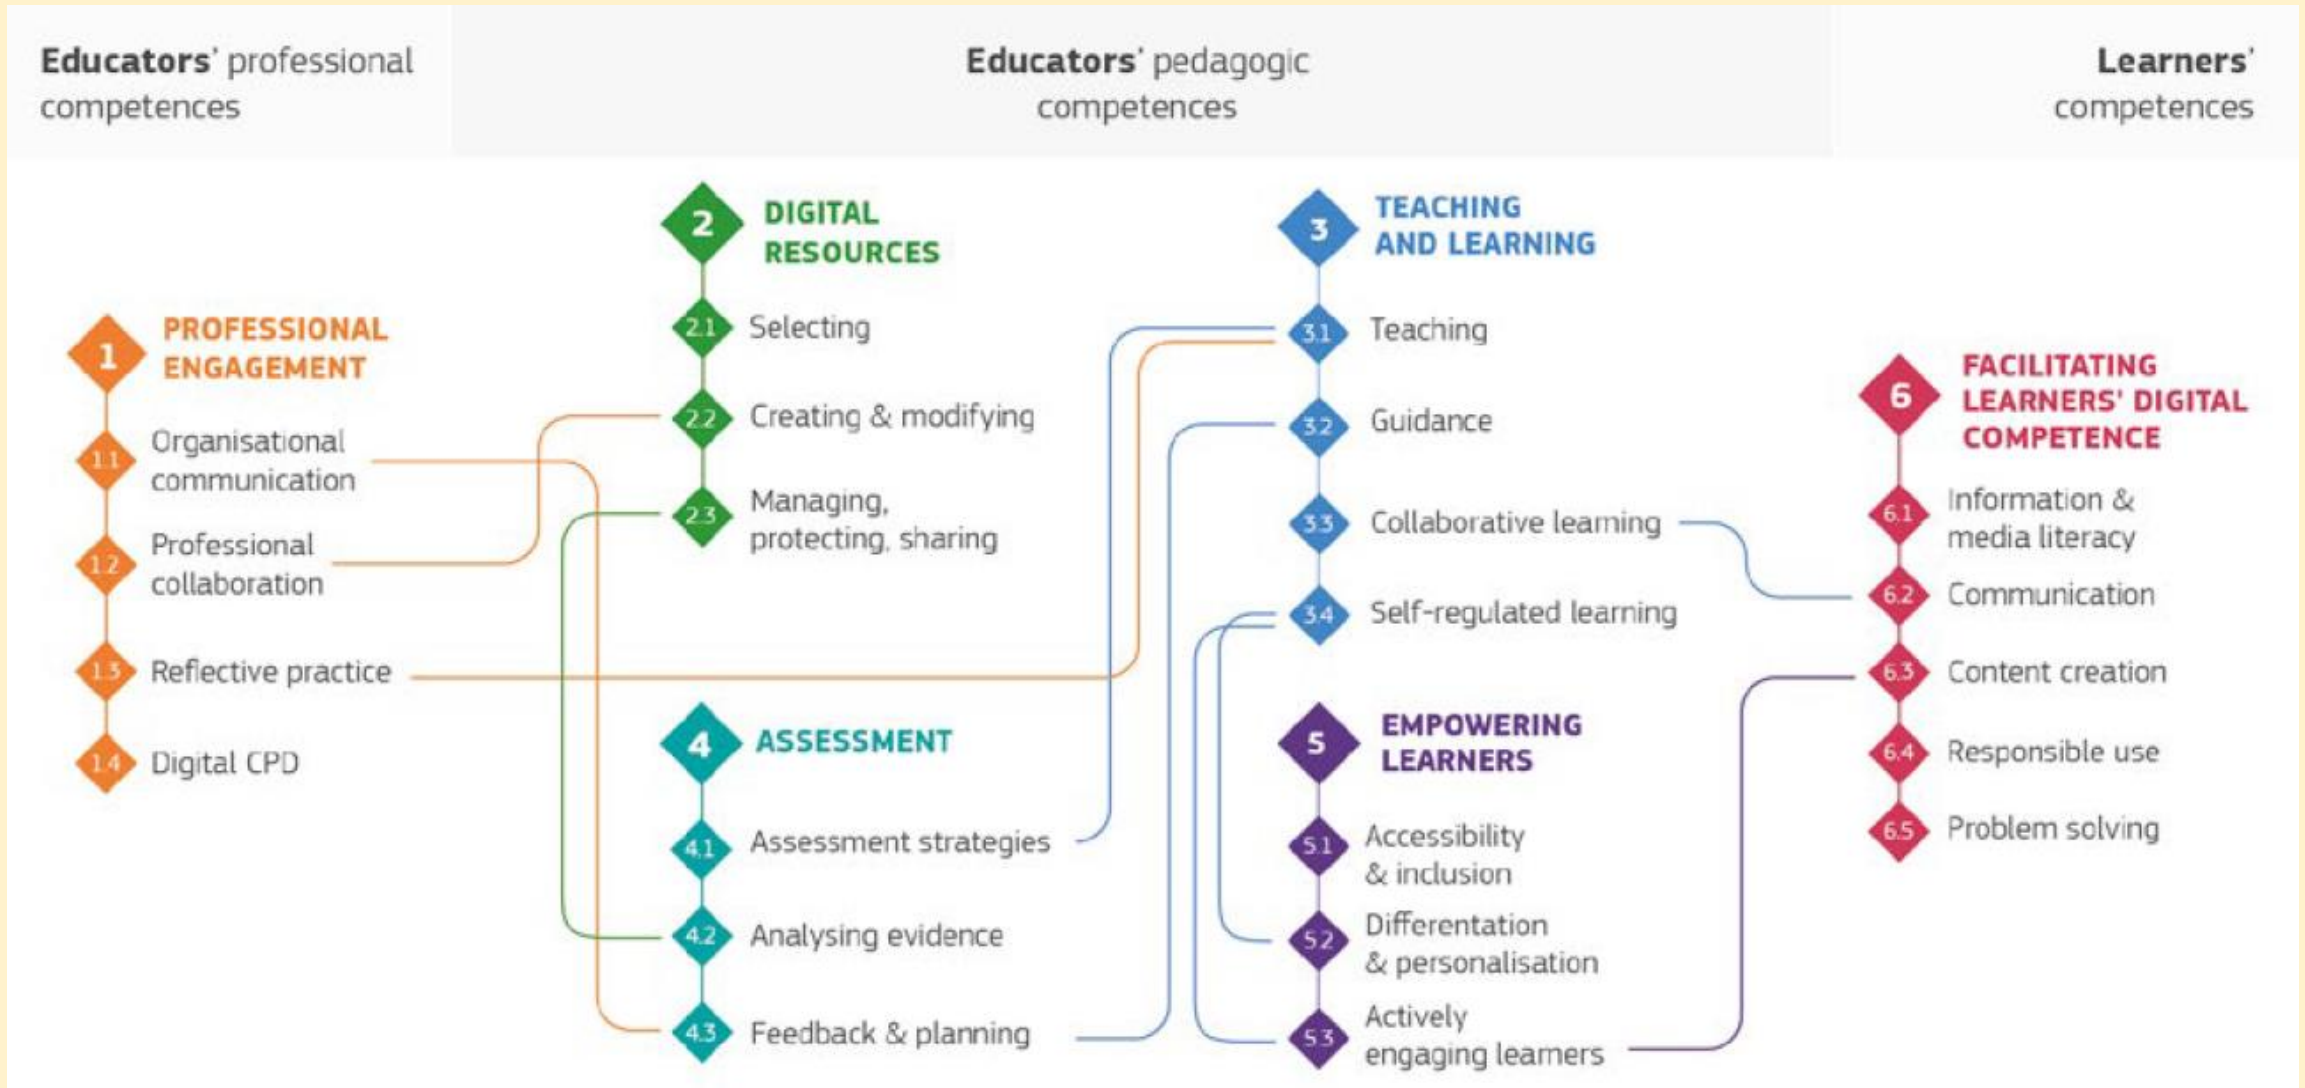 Educators' professional
competences
Educators' pedagogic
competences
Learners'
competences
1
PROFESSIONAL
ENGAGEMENT
1.1
Organisational
communication
1.2
Professional
collaboration
1.3
Reflective practice
1.4
Digital CPD
2
DIGITAL
RESOURCES
2.1
Selecting
2.2
Creating & modifying
2.3
Managing,
protecting, sharing
3
TEACHING
AND LEARNING
3.1
Teaching
3.2
Guidance
3.3
Collaborative learning
3.4
Self-regulated learning
4
ASSESSMENT
4.1
Assessment strategies
4.2
Analysing evidence
4.3
Feedback & planning
5
EMPOWERING
LEARNERS
5.1
Accessibility
& inclusion
5.2
Differentation
& personalisation
5.3
Actively
engaging learners
6
FACILITATING
LEARNERS' DIGITAL
COMPETENCE
6.1
Information &
media literacy
6.2
Communication
6.3
Content creation
6.4
Responsible use
6.5
Problem solving